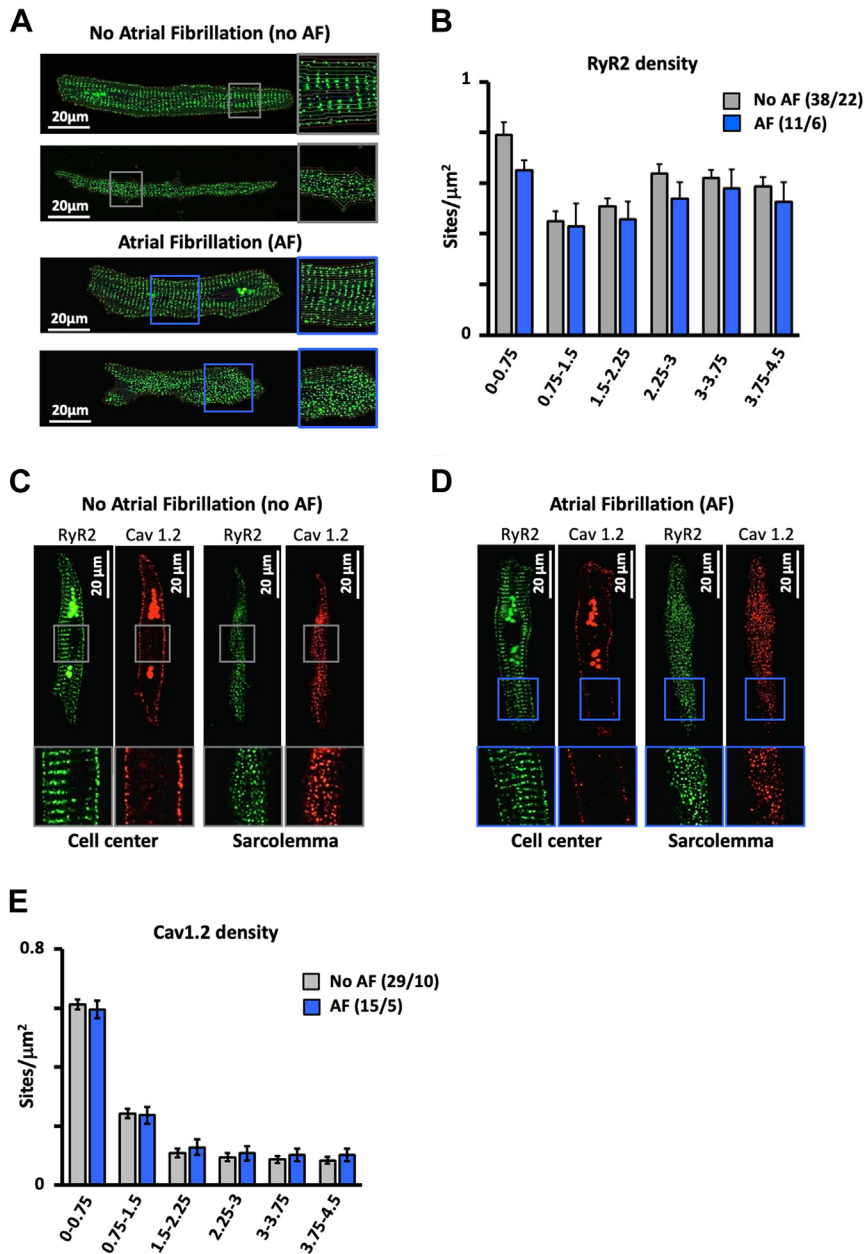 A
No Atrial Fibrillation (no AF)
20μm
20μm
Atrial Fibrillation (AF)
20μm
20μm
B
RyR2 density
1
No AF (38/22)
AF (11/6)
Sites/μm²
0
0-0.75
0.75-1.5
1.5-2.25
2.25-3
3-3.75
3.75-4.5
C
No Atrial Fibrillation (no AF)
RyR2 Cav 1.2 RyR2 Cav 1.2
20 μm 20 μm 20 μm 20 μm
Cell center Sarcolemma
D
Atrial Fibrillation (AF)
RyR2 Cav 1.2 RyR2 Cav 1.2
20 μm 20 μm 20 μm 20 μm
Cell center Sarcolemma
E
Cav1.2 density
0.8
No AF (29/10)
AF (15/5)
Sites/μm²
0
0-0.75
0.75-1.5
1.5-2.25
2.25-3
3-3.75
3.75-4.5